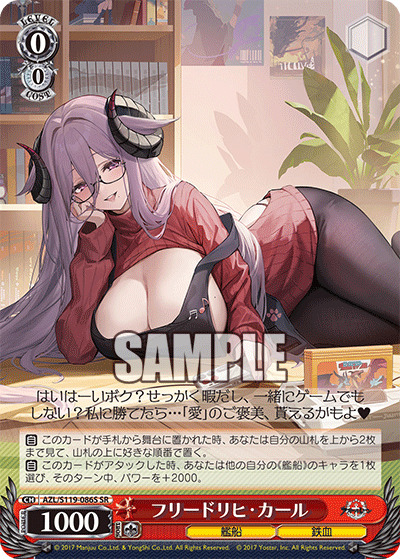 LEVEL
0
0
COST
SAMPLE
はいはーいボク?せっかく暇だし、一緒にゲームでも
しない?私に勝てたら…「愛」のご褒美、貰えるかもよ♥
自 このカードが手札から舞台に置かれた時、あなたは自分の山札を上から2枚
まで見て、山札の上に好きな順番で置く。
自 このカードがアタックした時、あなたは他の自分の《艦船》のキャラを1枚
選び、そのターン中、パワーを+2000。
CH AZL/S119-086S SR
1000
フリードリヒ・カール
艦船
鉄血
© 2017 Manjuu Co.,Ltd. & YongShi Co.,Ltd. All Rights Reserved. © 2017 Yostar, Inc. All Rights Reserved.